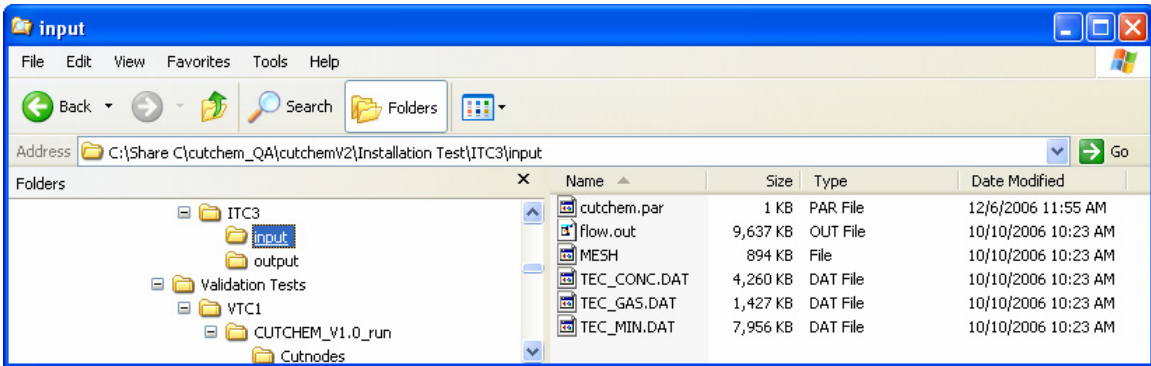 input
File Edit View Favorites Tools Help
Back Search Folders
Address C:\Share C\cutchem_QA\cutchemV2\Installation Test\ITC3\input Go
Folders
ITC3
input
output
Validation Tests
VTC1
CUTCHEM_V1.0_run
Cutnodes
Name Size Type Date Modified
cutchem.par 1 KB PAR File 12/6/2006 11:55 AM
flow.out 9,637 KB OUT File 10/10/2006 10:23 AM
MESH 894 KB File 10/10/2006 10:23 AM
TEC_CONC.DAT 4,260 KB DAT File 10/10/2006 10:23 AM
TEC_GAS.DAT 1,427 KB DAT File 10/10/2006 10:23 AM
TEC_MIN.DAT 7,956 KB DAT File 10/10/2006 10:23 AM